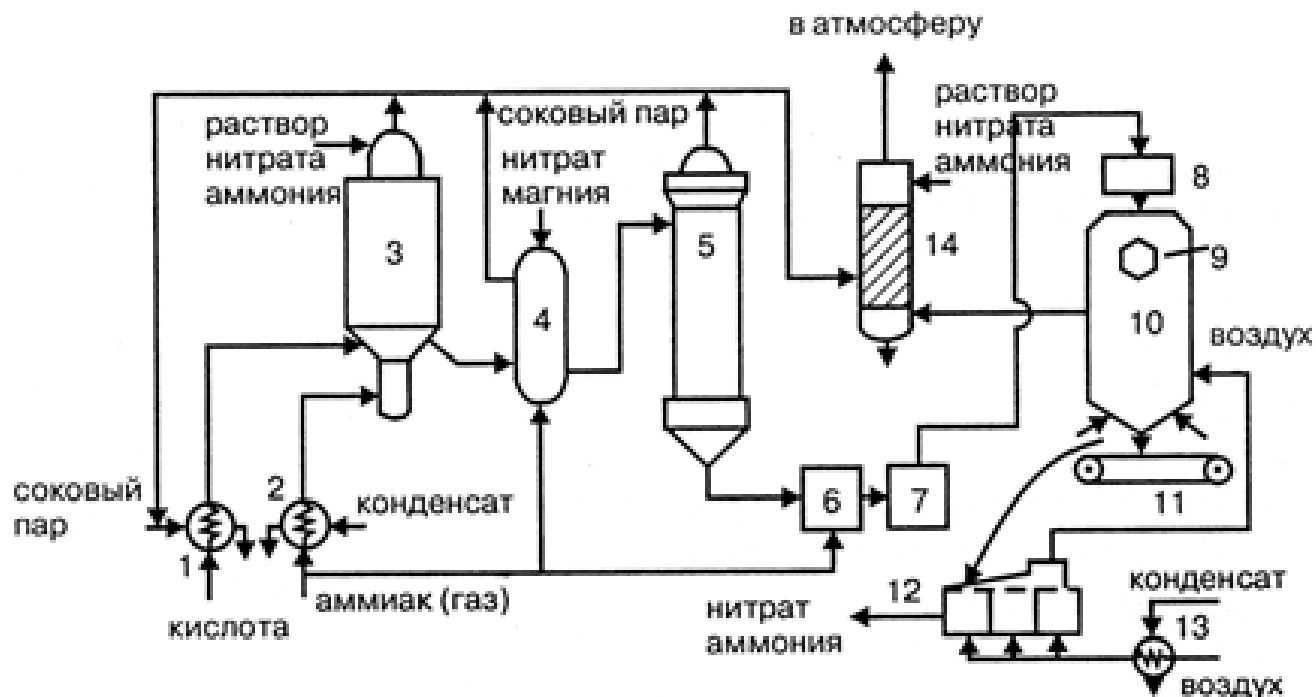 в атмосферу
раствор
нитрата
аммония
соковый пар
нитрат
магния
раствор
нитрата
аммония
8
3
4
5
14
9
10
воздух
соковый
пар
1
2
конденсат
6
7
11
кислота
аммиак (газ)
нитрат
аммония
12
конденсат
13
воздух